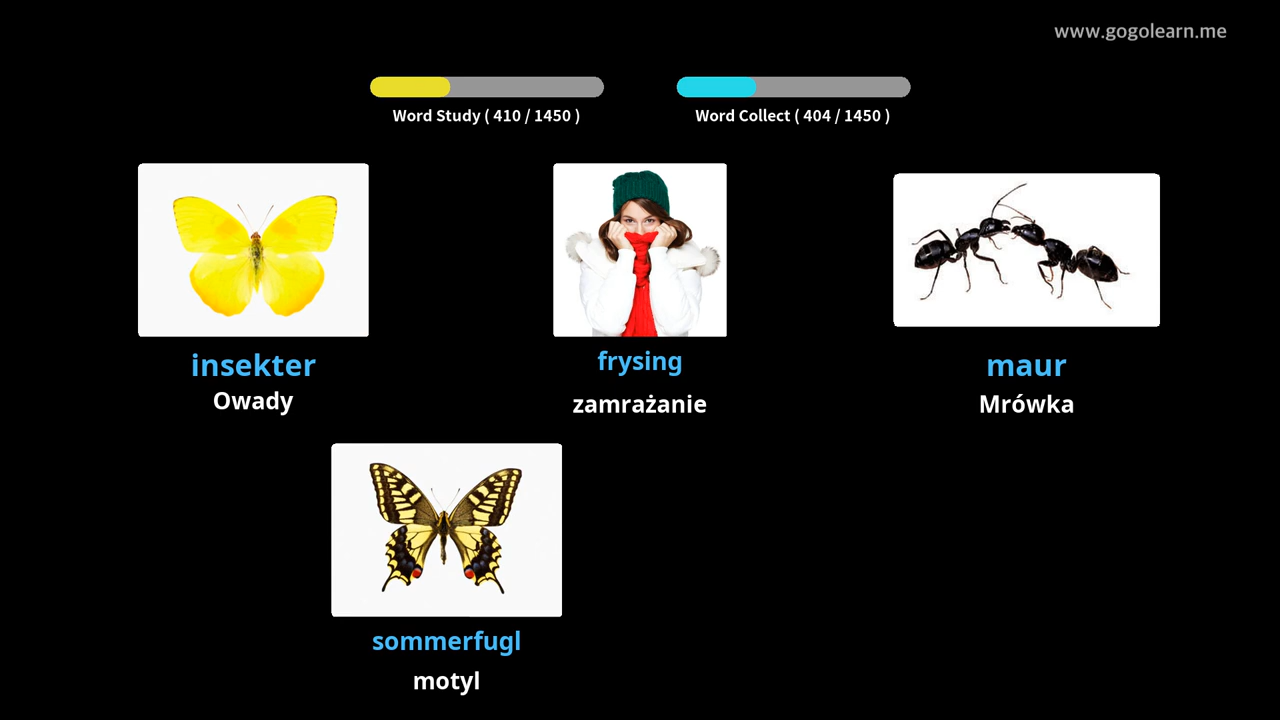 www.gogolearn.me
Word Study ( 410 / 1450 )
Word Collect ( 404 / 1450 )
insekter
Owady
frysing
zamrażanie
maur
Mrówka
sommerfugl
motyl